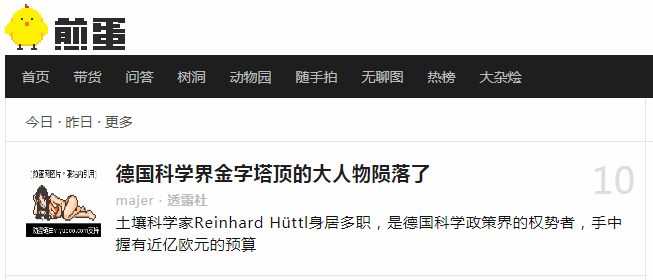 煎蛋
首页 带货 问答 树洞 动物园 随手拍 无聊图 热榜 大杂烩
今日 · 昨日 · 更多
德国科学界金字塔顶的大人物陨落了
10
majer · 透露社
土壤科学家Reinhard Hüttl身居多职，是德国科学政策界的权势者，手中
握有近亿欧元的预算